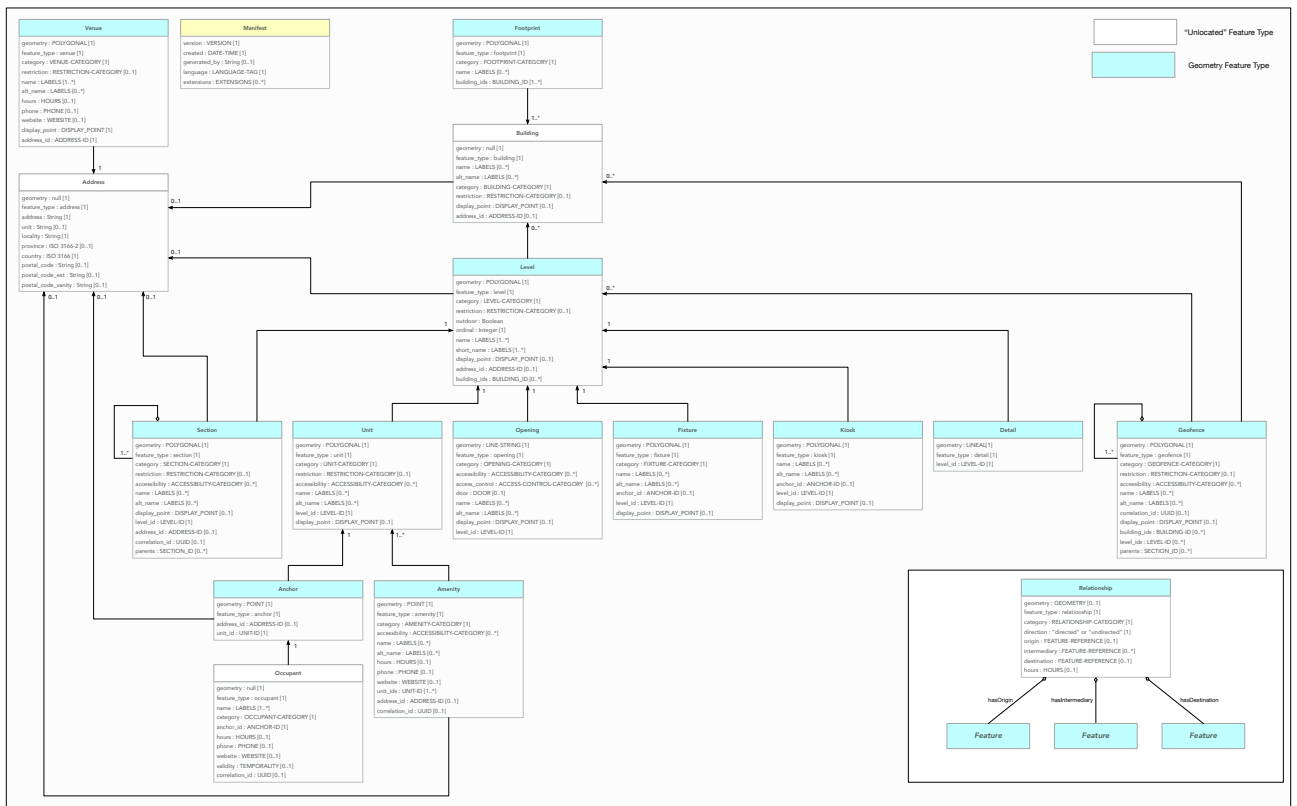 Venue
geometry : POLYGONAL [1]
feature_type : venue [1]
category : VENUE-CATEGORY [1]
restriction : RESTRICTION-CATEGORY [0..1]
name : LABELS [1..*]
alt_name : LABELS [0..*]
hours : HOURS [0..1]
phone : PHONE [0..1]
website : WEBSITE [0..1]
display_point : DISPLAY_POINT [1]
address_id : ADDRESS-ID [1]
1
Manifest
version : VERSION [1]
created : DATE-TIME [1]
generated_by : String [0..1]
language : LANGUAGE-TAG [1]
extensions : EXTENSIONS [0..*]
Footprint
geometry : POLYGONAL [1]
feature_type : footprint [1]
category : FOOTPRINT-CATEGORY [1]
name : LABELS [0..*]
building_ids : BUILDING_ID [1..*]
1..*
"Unlocated" Feature Type
Geometry Feature Type
Address
geometry : null [1]
feature_type : address [1]
address : String [1]
unit : String [0..1]
locality : String [1]
province : ISO 3166-2 [0..1]
country : ISO 3166 [1]
postal_code : String [0..1]
postal_code_ext : String [0..1]
postal_code_vanity : String [0..1]
0..1
0..1
0..1
0..1
0..1
Building
geometry : null [1]
feature_type : building [1]
name : LABELS [0..*]
alt_name : LABELS [0..*]
category : BUILDING-CATEGORY [1]
restriction : RESTRICTION-CATEGORY [0..1]
display_point : DISPLAY_POINT [0..1]
address_id : ADDRESS-ID [0..1]
0..*
0..*
Level
geometry : POLYGONAL [1]
feature_type : level [1]
category : LEVEL-CATEGORY [1]
restriction : RESTRICTION-CATEGORY [0..1]
outdoor : Boolean
ordinal : Integer [1]
name : LABELS [1..*]
short_name : LABELS [1..*]
display_point : DISPLAY_POINT [0..1]
address_id : ADDRESS-ID [0..1]
building_ids : BUILDING_ID [0..*]
0..*
1
1
1
1
1
1
Section
geometry : POLYGONAL [1]
feature_type : section [1]
category : SECTION-CATEGORY [1]
restriction : RESTRICTION-CATEGORY [0..1]
accessibility : ACCESSIBILITY-CATEGORY [0..*]
name : LABELS [0..*]
alt_name : LABELS [0..*]
display_point : DISPLAY_POINT [0..1]
level_id : LEVEL-ID [1]
address_id : ADDRESS-ID [0..1]
correlation_id : UUID [0..1]
parents : SECTION_ID [0..*]
1..*
Unit
geometry : POLYGONAL [1]
feature_type : unit [1]
category : UNIT-CATEGORY [1]
restriction : RESTRICTION-CATEGORY [0..1]
accessibility : ACCESSIBILITY-CATEGORY [0..*]
name : LABELS [0..*]
alt_name : LABELS [0..*]
level_id : LEVEL-ID [1]
display_point : DISPLAY_POINT [0..1]
1
1..*
Opening
geometry : LINE-STRING [1]
feature_type : opening [1]
category : OPENING-CATEGORY [1]
accessibility : ACCESSIBILITY-CATEGORY [0..*]
access_control : ACCESS-CONTROL-CATEGORY [0..*]
door : DOOR [0..1]
name : LABELS [0..*]
alt_name : LABELS [0..*]
display_point : DISPLAY_POINT [0..1]
level_id : LEVEL-ID [1]
Fixture
geometry : POLYGONAL [1]
feature_type : fixture [1]
category : FIXTURE-CATEGORY [1]
name : LABELS [0..*]
alt_name : LABELS [0..*]
anchor_id : ANCHOR-ID [0..1]
level_id : LEVEL-ID [1]
display_point : DISPLAY_POINT [0..1]
Kiosk
geometry : POLYGONAL [1]
feature_type : kiosk [1]
name : LABELS [0..*]
alt_name : LABELS [0..*]
anchor_id : ANCHOR-ID [0..1]
level_id : LEVEL-ID [1]
display_point : DISPLAY_POINT [0..1]
Detail
geometry : LINEAL[1]
feature_type : detail [1]
level_id : LEVEL-ID [1]
Geofence
geometry : POLYGONAL [1]
feature_type : geofence [1]
category : GEOFENCE-CATEGORY [1]
restriction : RESTRICTION-CATEGORY [0..1]
accessibility : ACCESSIBILITY-CATEGORY [0..*]
name : LABELS [0..*]
alt_name : LABELS [0..*]
correlation_id : UUID [0..1]
display_point : DISPLAY_POINT [0..1]
building_ids : BUILDING-ID [0..*]
level_ids : LEVEL-ID [0..*]
parents : SECTION_ID [0..*]
1..*
Anchor
geometry : POINT [1]
feature_type : anchor [1]
address_id : ADDRESS-ID [0..1]
unit_id : UNIT-ID [1]
1
Amenity
geometry : POINT [1]
feature_type : amenity [1]
category : AMENITY-CATEGORY [1]
accessibility : ACCESSIBILITY-CATEGORY [0..*]
name : LABELS [0..*]
alt_name : LABELS [0..*]
hours : HOURS [0..1]
phone : PHONE [0..1]
website : WEBSITE [0..1]
unit_ids : UNIT-ID [1..*]
address_id : ADDRESS-ID [0..1]
correlation_id : UUID [0..1]
Occupant
geometry : null [1]
feature_type : occupant [1]
name : LABELS [1..*]
category : OCCUPANT-CATEGORY [1]
anchor_id : ANCHOR-ID [1]
hours : HOURS [0..1]
phone : PHONE [0..1]
website : WEBSITE [0..1]
validity : TEMPORALITY [0..1]
correlation_id : UUID [0..1]
Relationship
geometry : GEOMETRY [0..1]
feature_type : relationship [1]
category : RELATIONSHIP-CATEGORY [1]
direction : "directed" or "undirected" [1]
origin : FEATURE-REFERENCE [0..1]
intermediary : FEATURE-REFERENCE [0..*]
destination : FEATURE-REFERENCE [0..1]
hours : HOURS [0..1]
hasOrigin
hasIntermediary
hasDestination
Feature
Feature
Feature